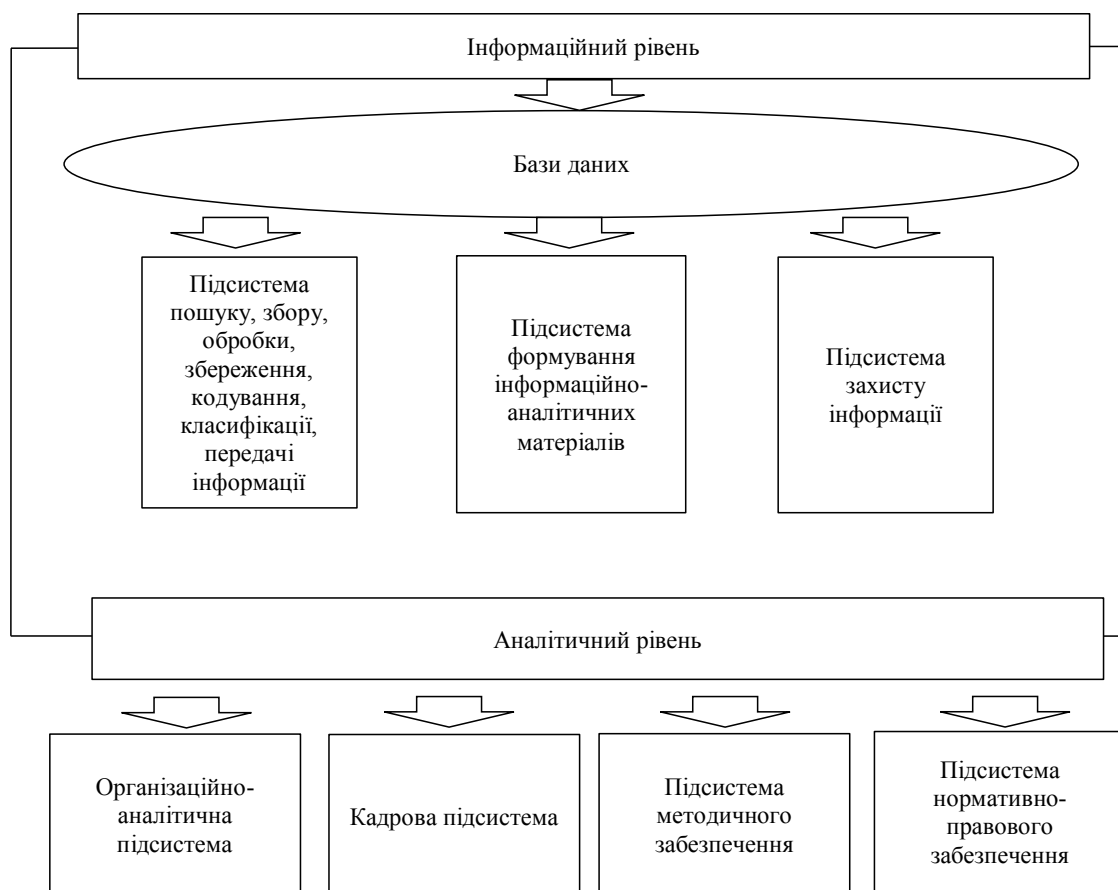 Інформаційний рівень
Бази даних
Підсистема
пошуку, збору,
обробки,
збереження,
кодування,
класифікації,
передачі
інформації
Підсистема
формування
інформаційно-
аналітичних
матеріалів
Підсистема
захисту
інформації
Аналітичний рівень
Організаційно-
аналітична
підсистема
Кадрова підсистема
Підсистема
методичного
забезпечення
Підсистема
нормативно-
правового
забезпечення